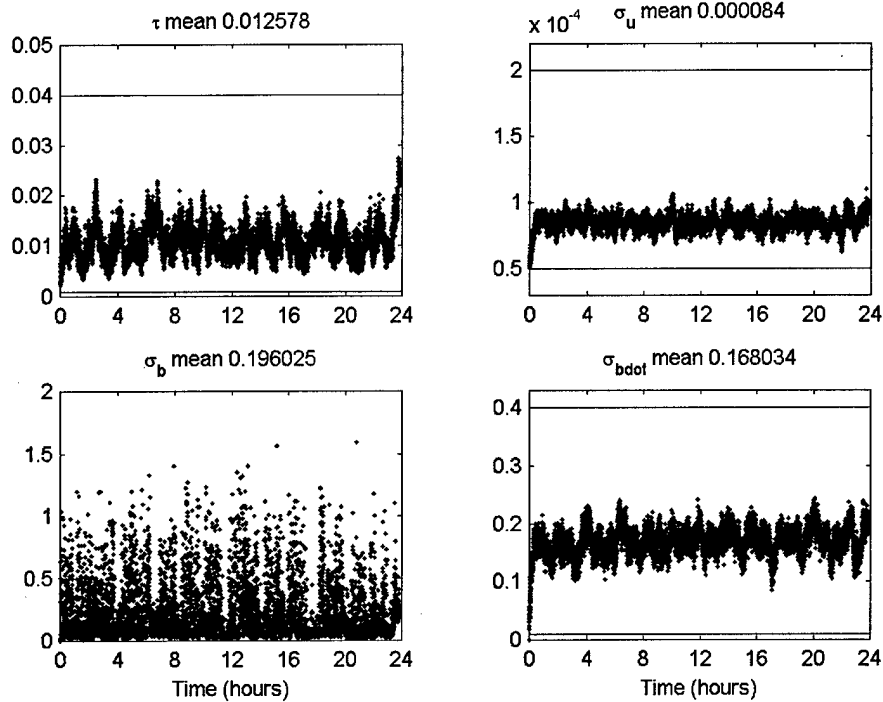 τ mean 0.012578
0.05
0.04
0.03
0.02
0.01
0
0 4 8 12 16 20 24
x 10⁻⁴
σu mean 0.000084
2
1.5
1
0.5
0 4 8 12 16 20 24
σb mean 0.196025
2
1.5
1
0.5
0
0 4 8 12 16 20 24
Time (hours)
σbdot mean 0.168034
0.4
0.3
0.2
0.1
0
0 4 8 12 16 20 24
Time (hours)